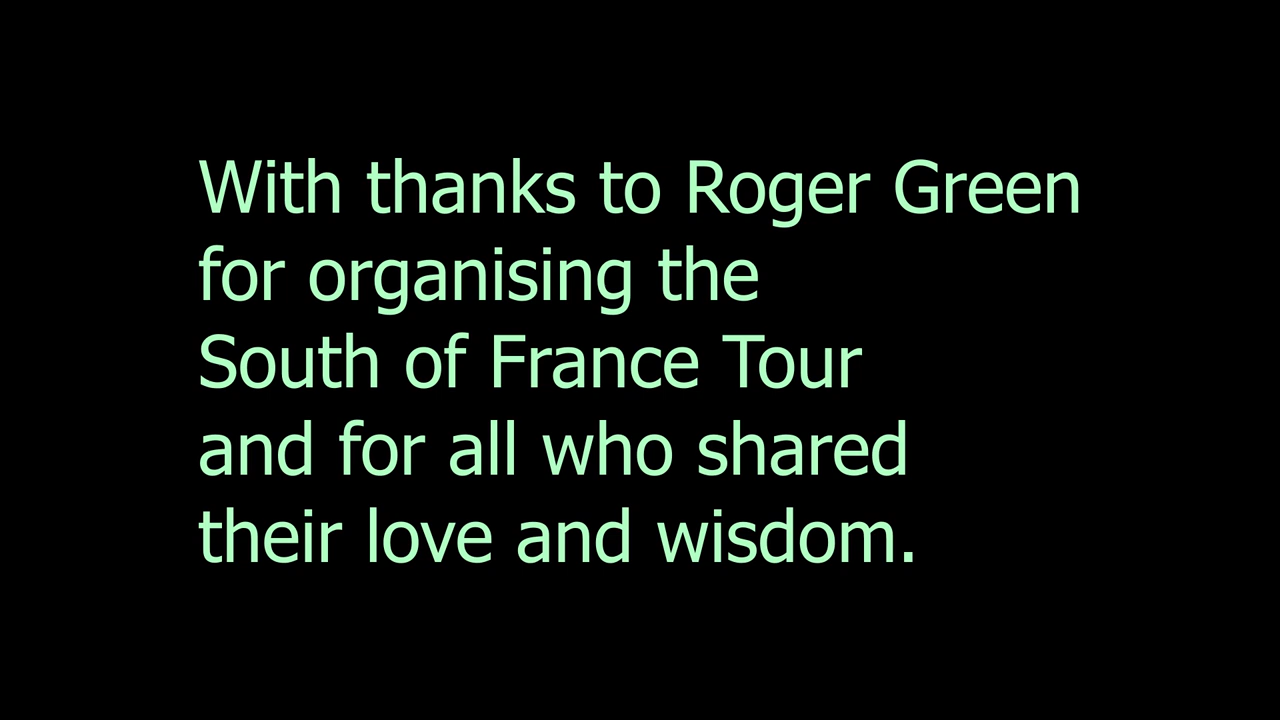 With thanks to Roger Green
for organising the
South of France Tour
and for all who shared
their love and wisdom.